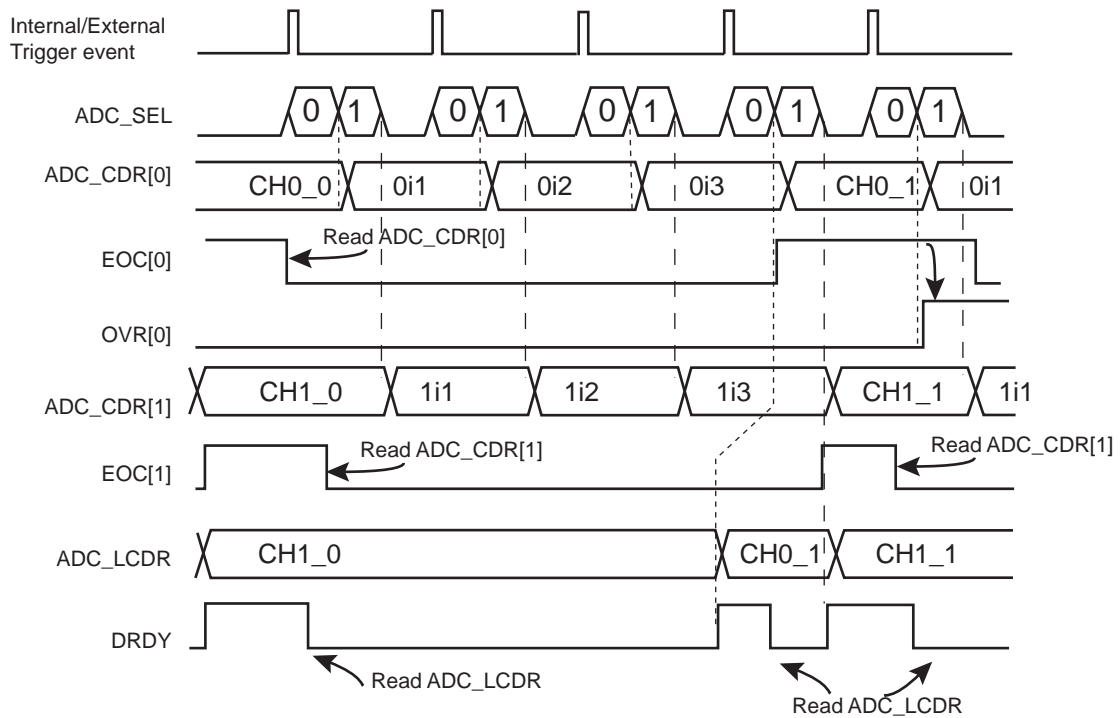 Internal/External
Trigger event
ADC_SEL
0 1 0 1 0 1 0 1 0 1
ADC_CDR[0]
CH0_0 0i1 0i2 0i3 CH0_1 0i1
EOC[0]
Read ADC_CDR[0]
OVR[0]
ADC_CDR[1]
CH1_0 1i1 1i2 1i3 CH1_1 1i1
EOC[1]
Read ADC_CDR[1]
Read ADC_CDR[1]
ADC_LCDR
CH1_0 CH0_1 CH1_1
DRDY
Read ADC_LCDR
Read ADC_LCDR